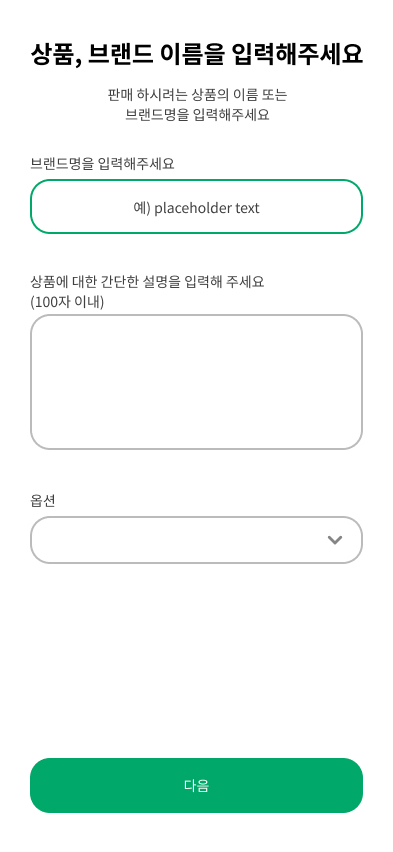 상품, 브랜드 이름을 입력해주세요
판매 하시려는 상품의 이름 또는
브랜드명을 입력해주세요
브랜드명을 입력해주세요
예) placeholder text
상품에 대한 간단한 설명을 입력해 주세요
(100자 이내)
옵션
다음